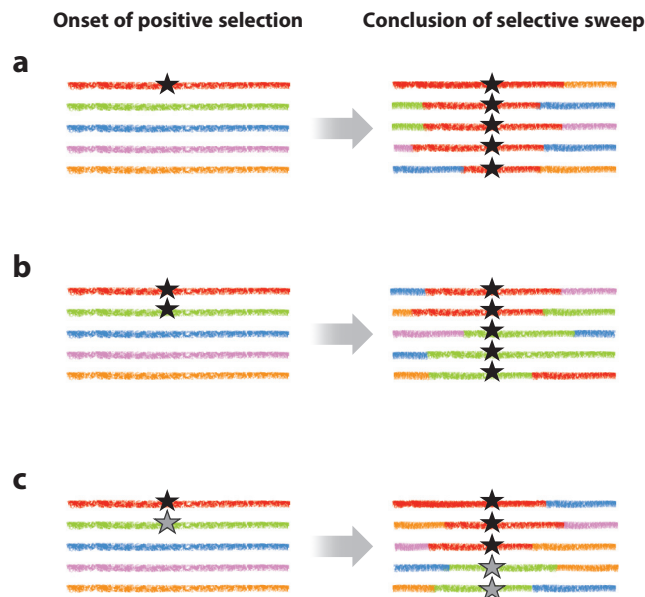 Onset of positive selection
Conclusion of selective sweep
a
b
c